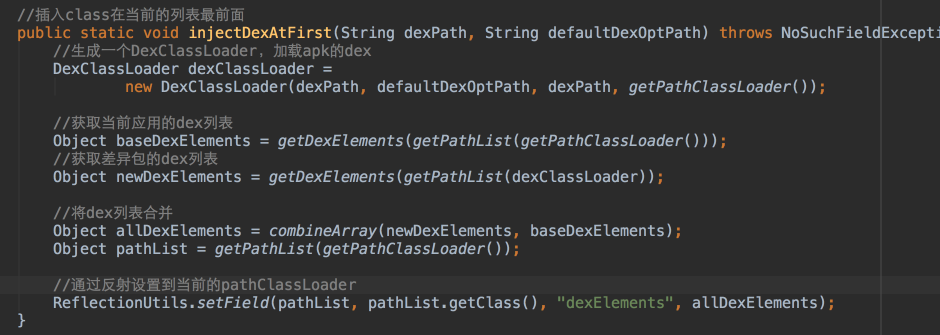 //插入class在当前的列表最前面
public static void injectDexAtFirst(String dexPath, String defaultDexOptPath) throws NoSuchFieldExcepti
//生成一个DexClassLoader，加载apk的dex
DexClassLoader dexClassLoader =
new DexClassLoader(dexPath, defaultDexOptPath, dexPath, getPathClassLoader());
//获取当前应用的dex列表
Object baseDexElements = getDexElements(getPathList(getPathClassLoader()));
//获取差异包的dex列表
Object newDexElements = getDexElements(getPathList(dexClassLoader));
//将dex列表合并
Object allDexElements = combineArray(newDexElements, baseDexElements);
Object pathList = getPathList(getPathClassLoader());
//通过反射设置到当前的pathClassLoader
ReflectionUtils.setField(pathList, pathList.getClass(), "dexElements", allDexElements);
}